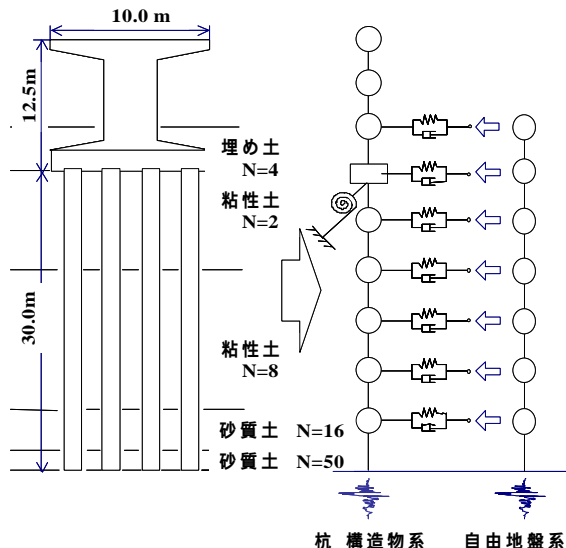 10.0 m
12.5m
埋め土
N=4
粘性土
N=2
30.0m
粘性土
N=8
砂質土 N=16
砂質土 N=50
杭 構造物系 自由地盤系